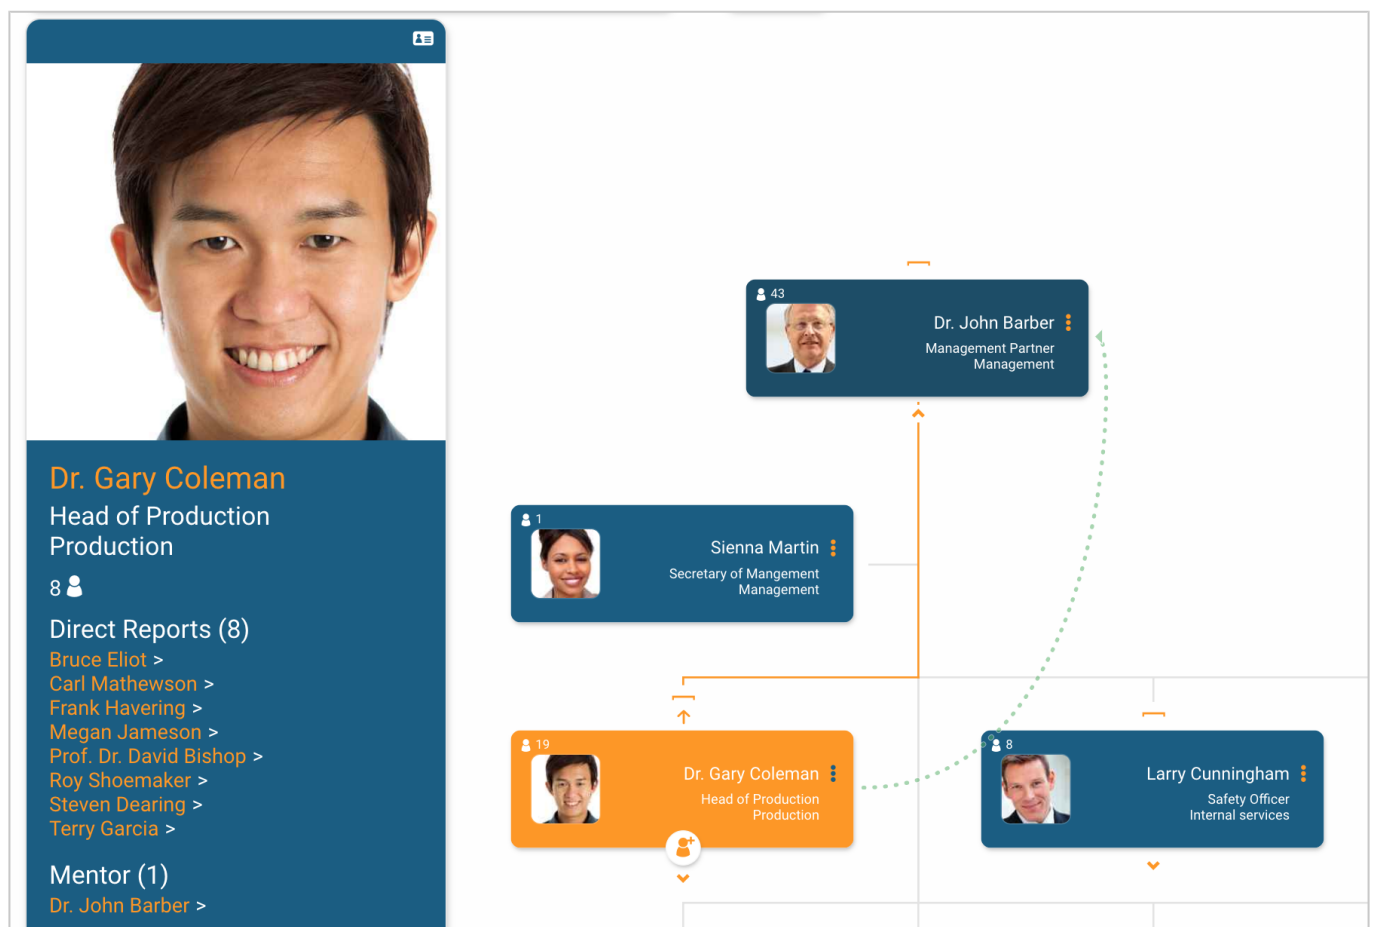 Dr. Gary Coleman
Head of Production
Production
8
Direct Reports (8)
Bruce Eliot >
Carl Mathewson >
Frank Havering >
Megan Jameson >
Prof. Dr. David Bishop >
Roy Shoemaker >
Steven Dearing >
Terry Garcia >
Mentor (1)
Dr. John Barber >
43
Dr. John Barber
Management Partner
Management
1
Sienna Martin
Secretary of Mangement
Management
19
Dr. Gary Coleman
Head of Production
Production
8
Larry Cunningham
Safety Officer
Internal services